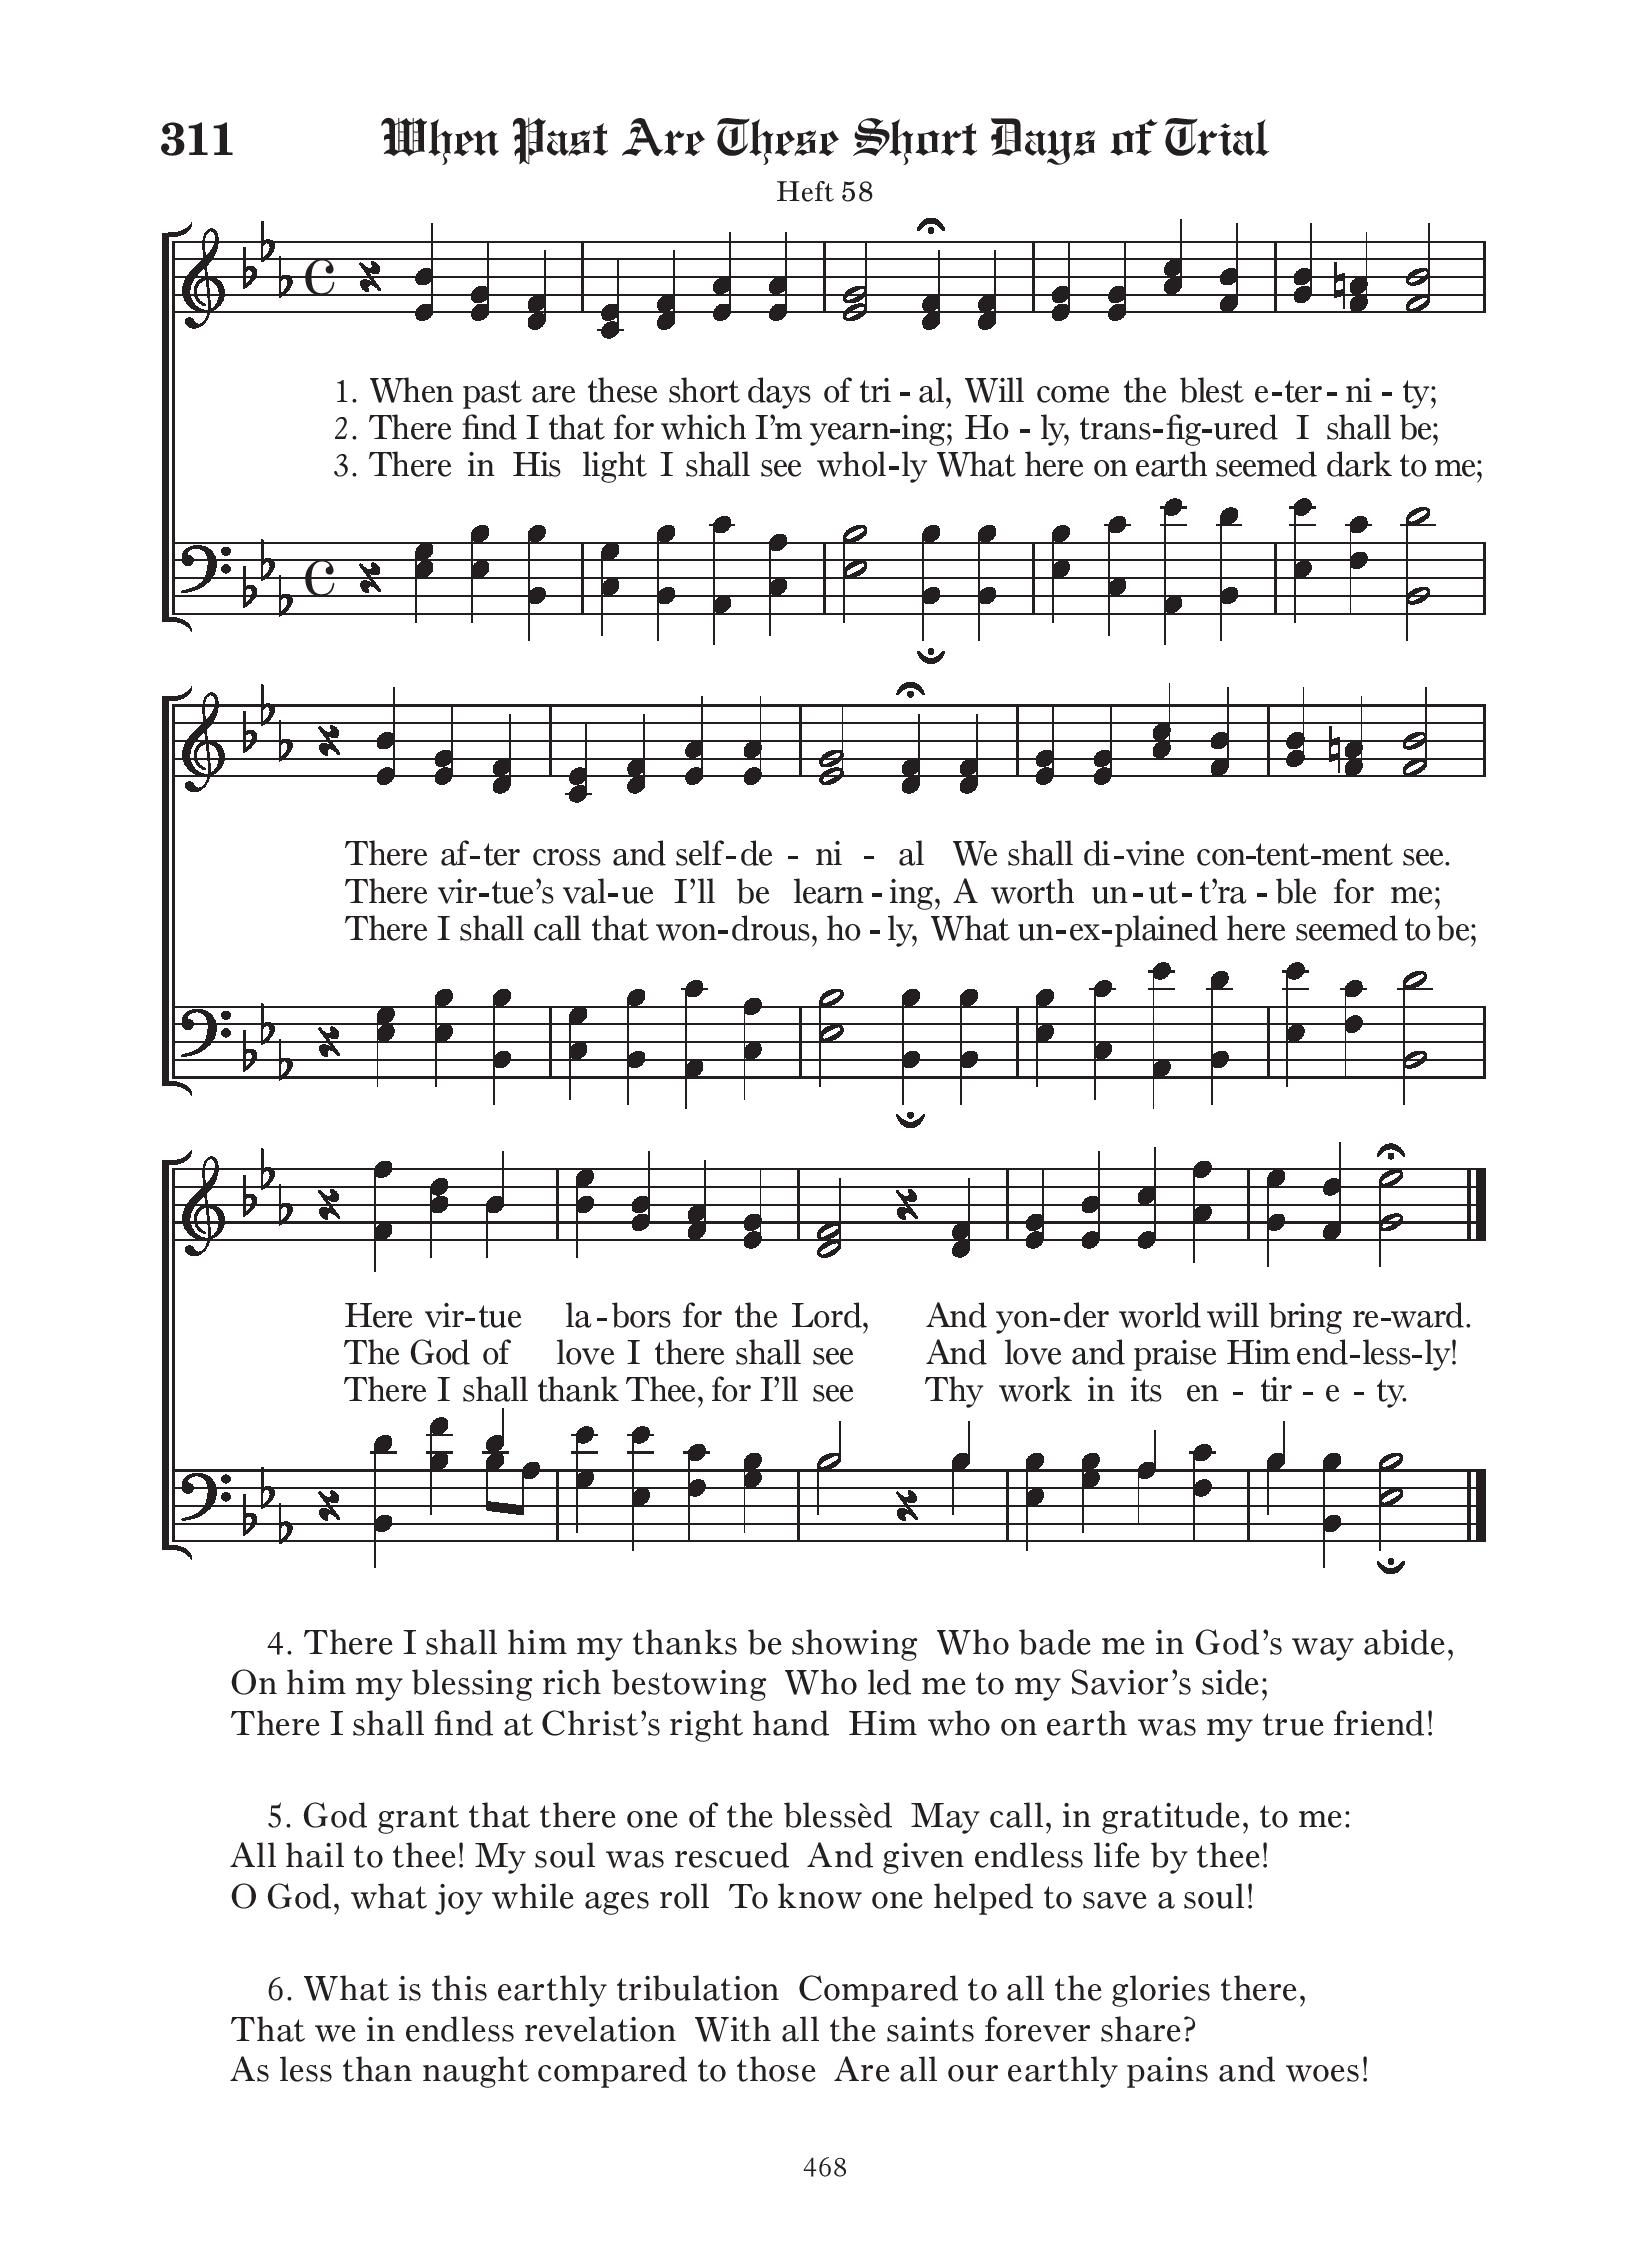 311 When Past Are These Short Days of Trial
Heft 58
1. When past are these short days of tri - al, Will come the blest e-ter - ni - ty;
2. There find I that for which I'm yearn-ing; Ho - ly, trans-fig-ured I shall be;
3. There in His light I shall see whol-ly What here on earth seemed dark to me;
There af-ter cross and self-de - ni - al We shall di-vine con-tent-ment see.
There vir-tue's val-ue I'll be learn - ing, A worth un-ut-t'ra - ble for me;
There I shall call that won-drous, ho - ly, What un-ex-plained here seemed to be;
Here vir-tue la-bors for the Lord, And yon-der world will bring re-ward.
The God of love I there shall see And love and praise Him end-less-ly!
There I shall thank Thee, for I'll see Thy work in its en - tir - e - ty.
4. There I shall him my thanks be showing Who bade me in God's way abide,
On him my blessing rich bestowing Who led me to my Savior's side;
There I shall find at Christ's right hand Him who on earth was my true friend!
5. God grant that there one of the blessèd May call, in gratitude, to me:
All hail to thee! My soul was rescued And given endless life by thee!
O God, what joy while ages roll To know one helped to save a soul!
6. What is this earthly tribulation Compared to all the glories there,
That we in endless revelation With all the saints forever share?
As less than naught compared to those Are all our earthly pains and woes!
468